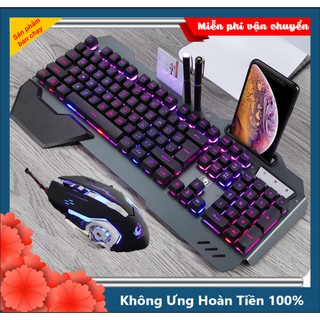 Sản phẩm
bán chạy
Miễn phí vận chuyển
Không Ưng Hoàn Tiền 100%